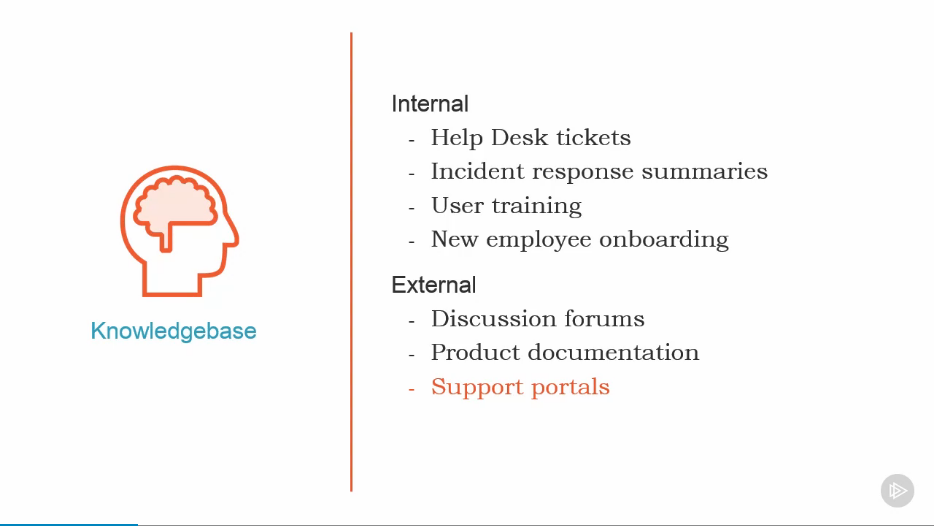 Internal
- Help Desk tickets
- Incident response summaries
- User training
- New employee onboarding
External
- Discussion forums
- Product documentation
- Support portals
Knowledgebase